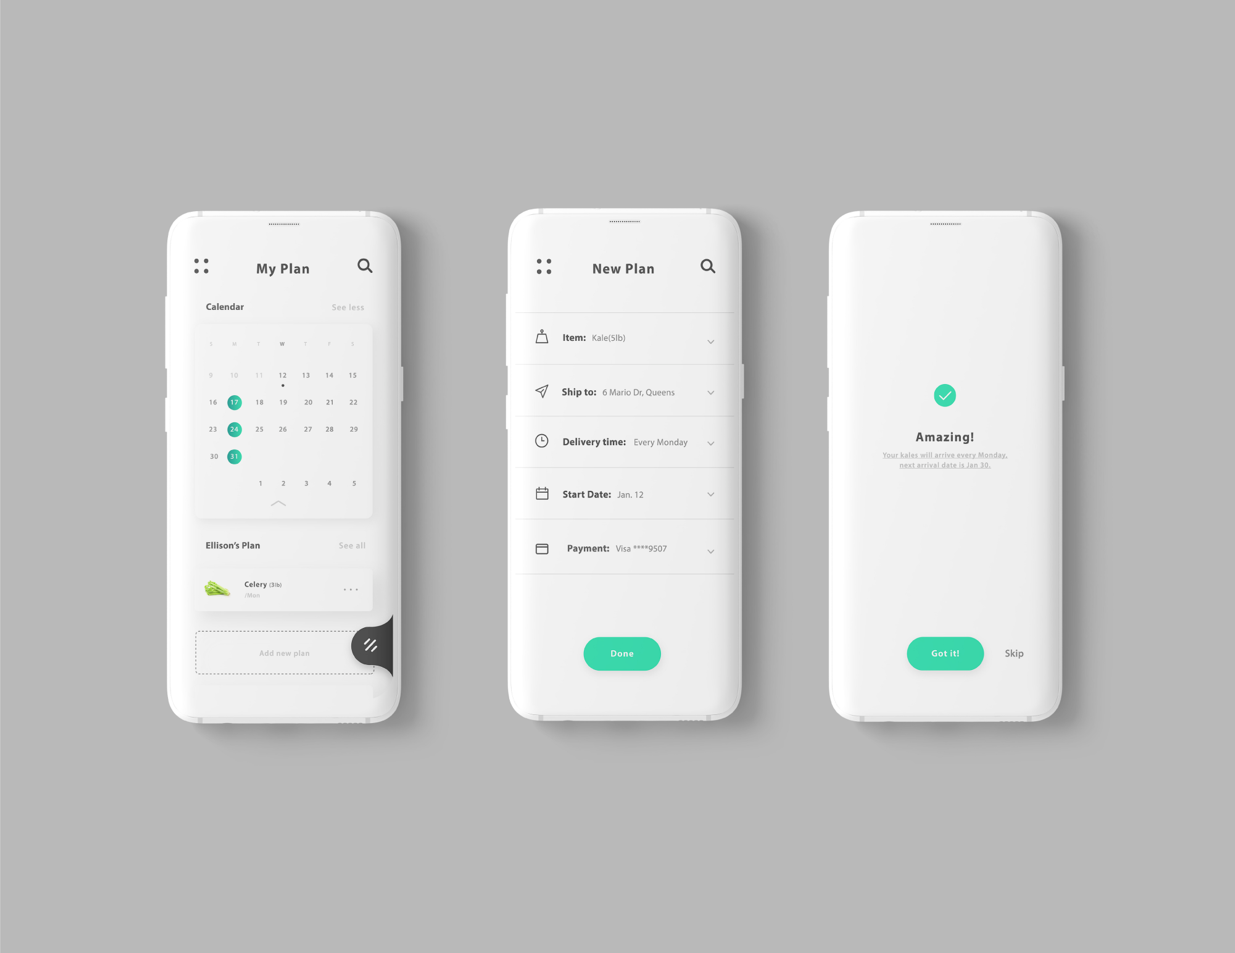 My Plan
Calendar
See less
S M T W T F S
9 10 11 12 13 14 15
16 17 18 19 20 21 22
23 24 25 26 27 28 29
30 31
1 2 3 4 5
Ellison's Plan
See all
Celery (3lb)
/Mon
Add new plan
New Plan
Item: Kale(5lb)
Ship to: 6 Mario Dr, Queens
Delivery time: Every Monday
Start Date: Jan. 12
Payment: Visa ****9507
Done
Amazing!
Your kales will arrive every Monday,
next arrival date is Jan 30.
Got it!
Skip